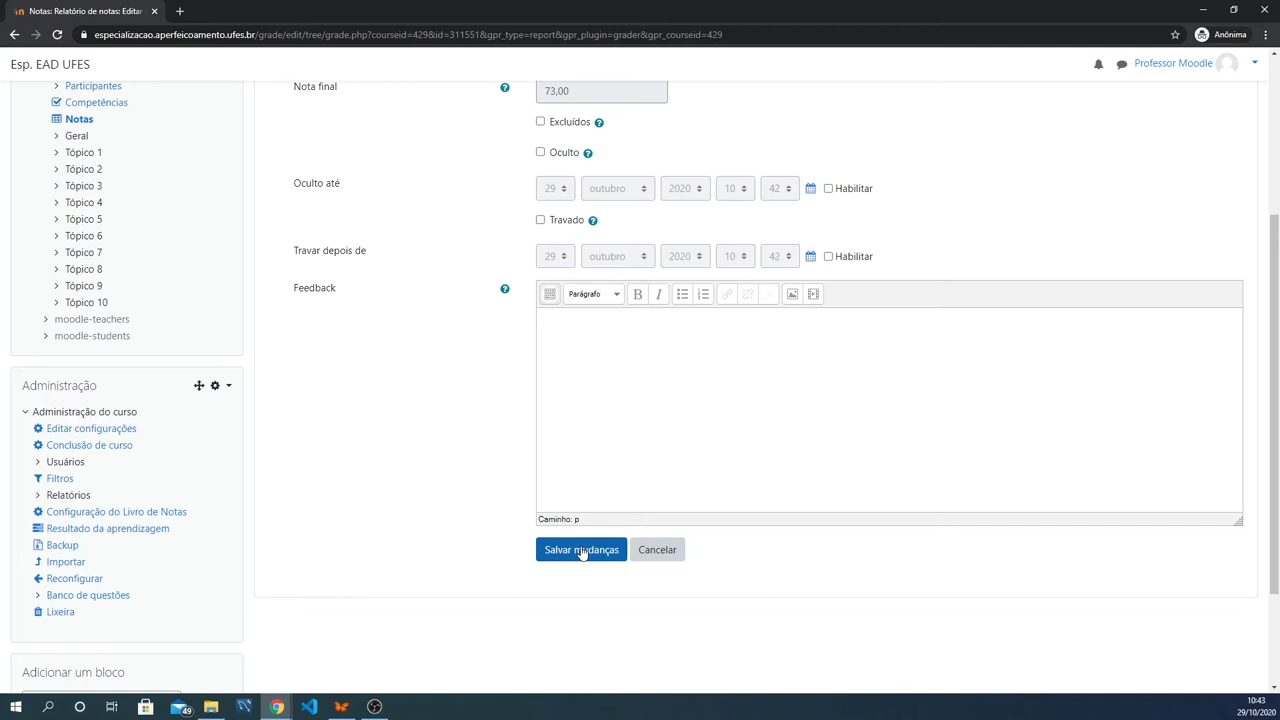 Notas: Relatório de notas: Editar
especializacao.aperfeicoamento.ufes.br/grade/edit/tree/grade.php?courseid=429&id=311551&gpr_type=report&gpr_plugin=grader&gpr_courseid=429
Anônima
Esp. EAD UFES
Professor Moodle
Participantes
Competências
Notas
Geral
Tópico 1
Tópico 2
Tópico 3
Tópico 4
Tópico 5
Tópico 6
Tópico 7
Tópico 8
Tópico 9
Tópico 10
moodle-teachers
moodle-students
Administração
Administração do curso
Editar configurações
Conclusão de curso
Usuários
Filtros
Relatórios
Configuração do Livro de Notas
Resultado da aprendizagem
Backup
Importar
Reconfigurar
Banco de questões
Lixeira
Adicionar um bloco
Nota final
73,00
Excluídos
Oculto
Oculto até
29 outubro 2020 10 42 Habilitar
Travado
Travar depois de
29 outubro 2020 10 42 Habilitar
Feedback
Parágrafo B I
Caminho: p
Salvar mudanças Cancelar
49
10:43
29/10/2020